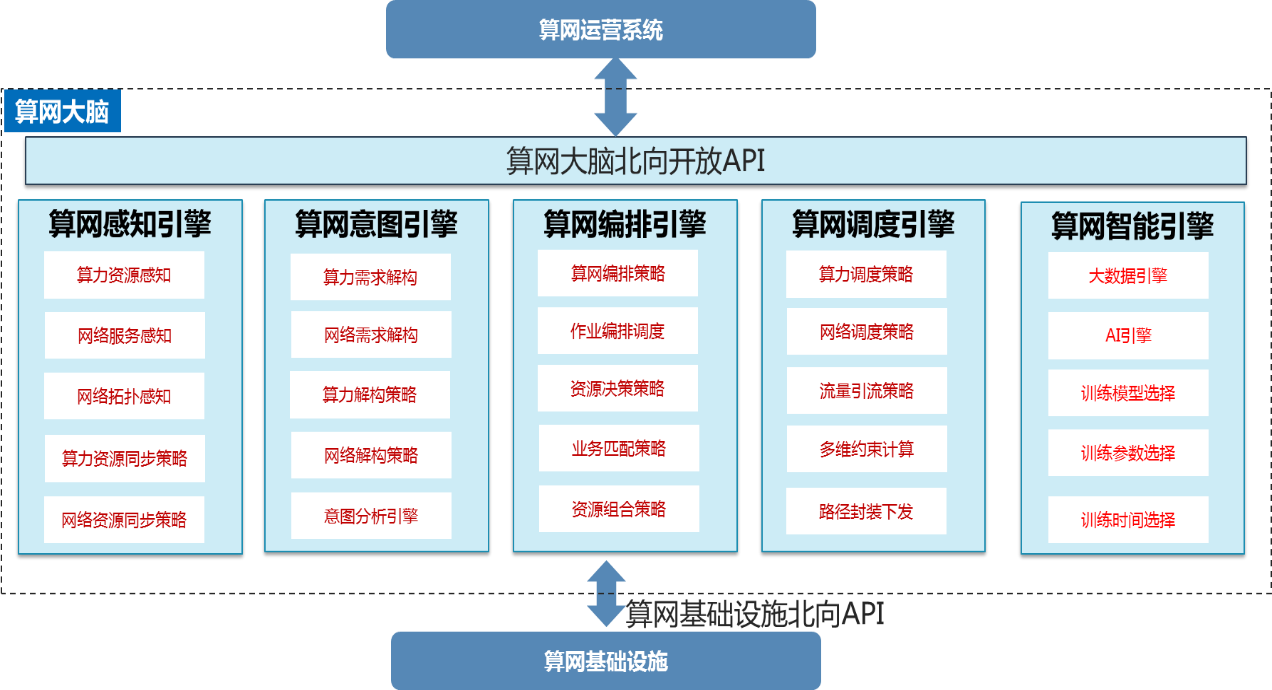 算网运营系统
算网大脑
算网大脑北向开放API
算网感知引擎
算力资源感知
网络服务感知
网络拓扑感知
算力资源同步策略
网络资源同步策略
算网意图引擎
算力需求解构
网络需求解构
算力解构策略
网络解构策略
意图分析引擎
算网编排引擎
算网编排策略
作业编排调度
资源决策策略
业务匹配策略
资源组合策略
算网调度引擎
算力调度策略
网络调度策略
流量引流策略
多维约束计算
路径封装下发
算网智能引擎
大数据引擎
AI引擎
训练模型选择
训练参数选择
训练时间选择
算网基础设施北向API
算网基础设施